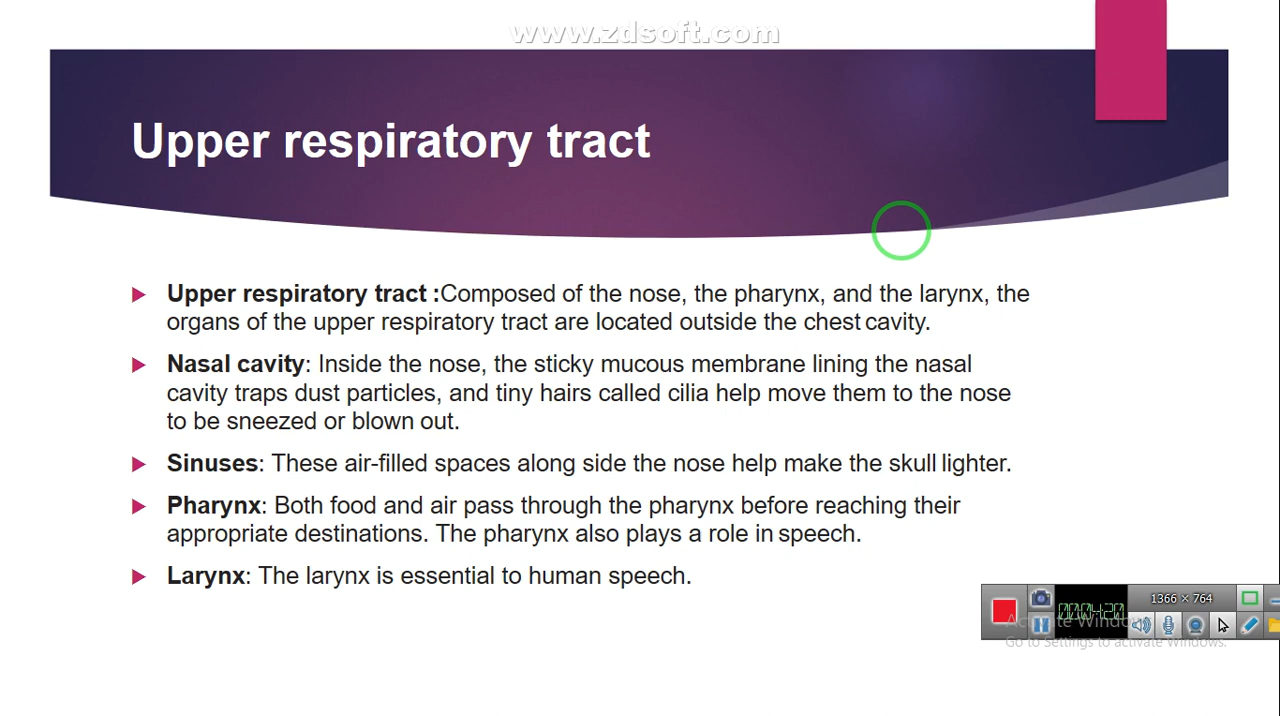 www.zdsoft.com
Upper respiratory tract
Upper respiratory tract :Composed of the nose, the pharynx, and the larynx, the
organs of the upper respiratory tract are located outside the chest cavity.
Nasal cavity: Inside the nose, the sticky mucous membrane lining the nasal
cavity traps dust particles, and tiny hairs called cilia help move them to the nose
to be sneezed or blown out.
Sinuses: These air-filled spaces along side the nose help make the skull lighter.
Pharynx: Both food and air pass through the pharynx before reaching their
appropriate destinations. The pharynx also plays a role in speech.
Larynx: The larynx is essential to human speech.
1366 × 764
00:04:20
Activate Windows
Go to Settings to activate Windows.